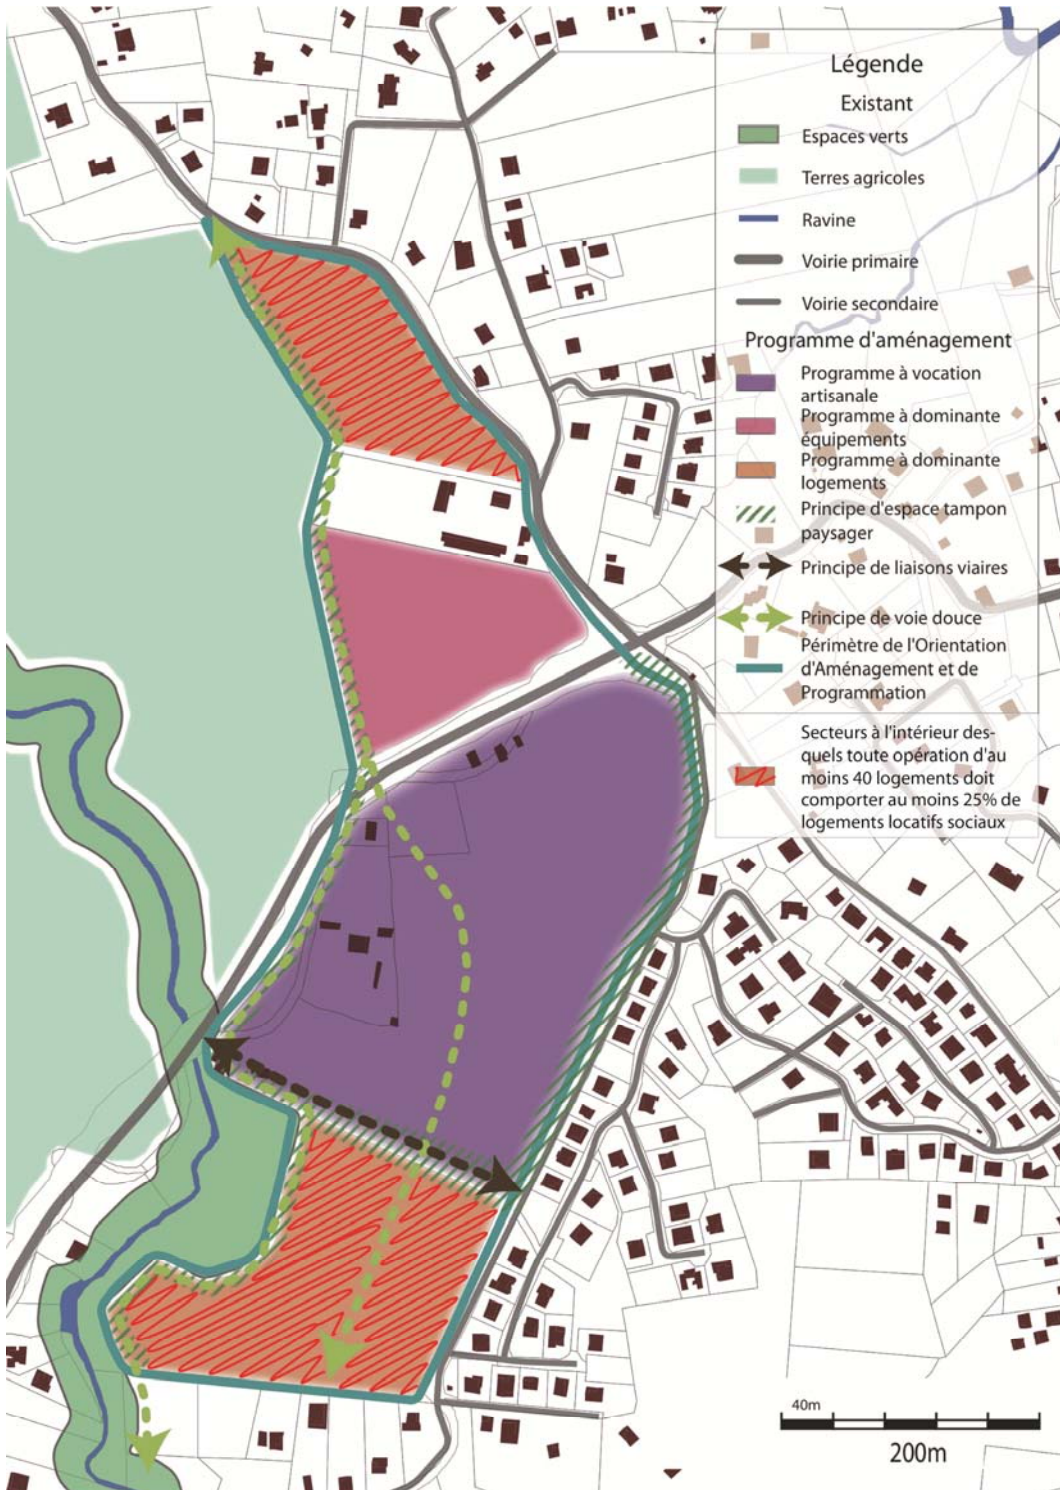 Légende
Existant
Espaces verts
Terres agricoles
Ravine
Voirie primaire
Voirie secondaire
Programme d'aménagement
Programme à vocation
artisanale
Programme à dominante
équipements
Programme à dominante
logements
Principe d'espace tampon
paysager
Principe de liaisons viaires
Principe de voie douce
Périmètre de l'Orientation
d'Aménagement et de
Programmation
Secteurs à l'intérieur des-
quels toute opération d'au
moins 40 logements doit
comporter au moins 25% de
logements locatifs sociaux
40m
200m